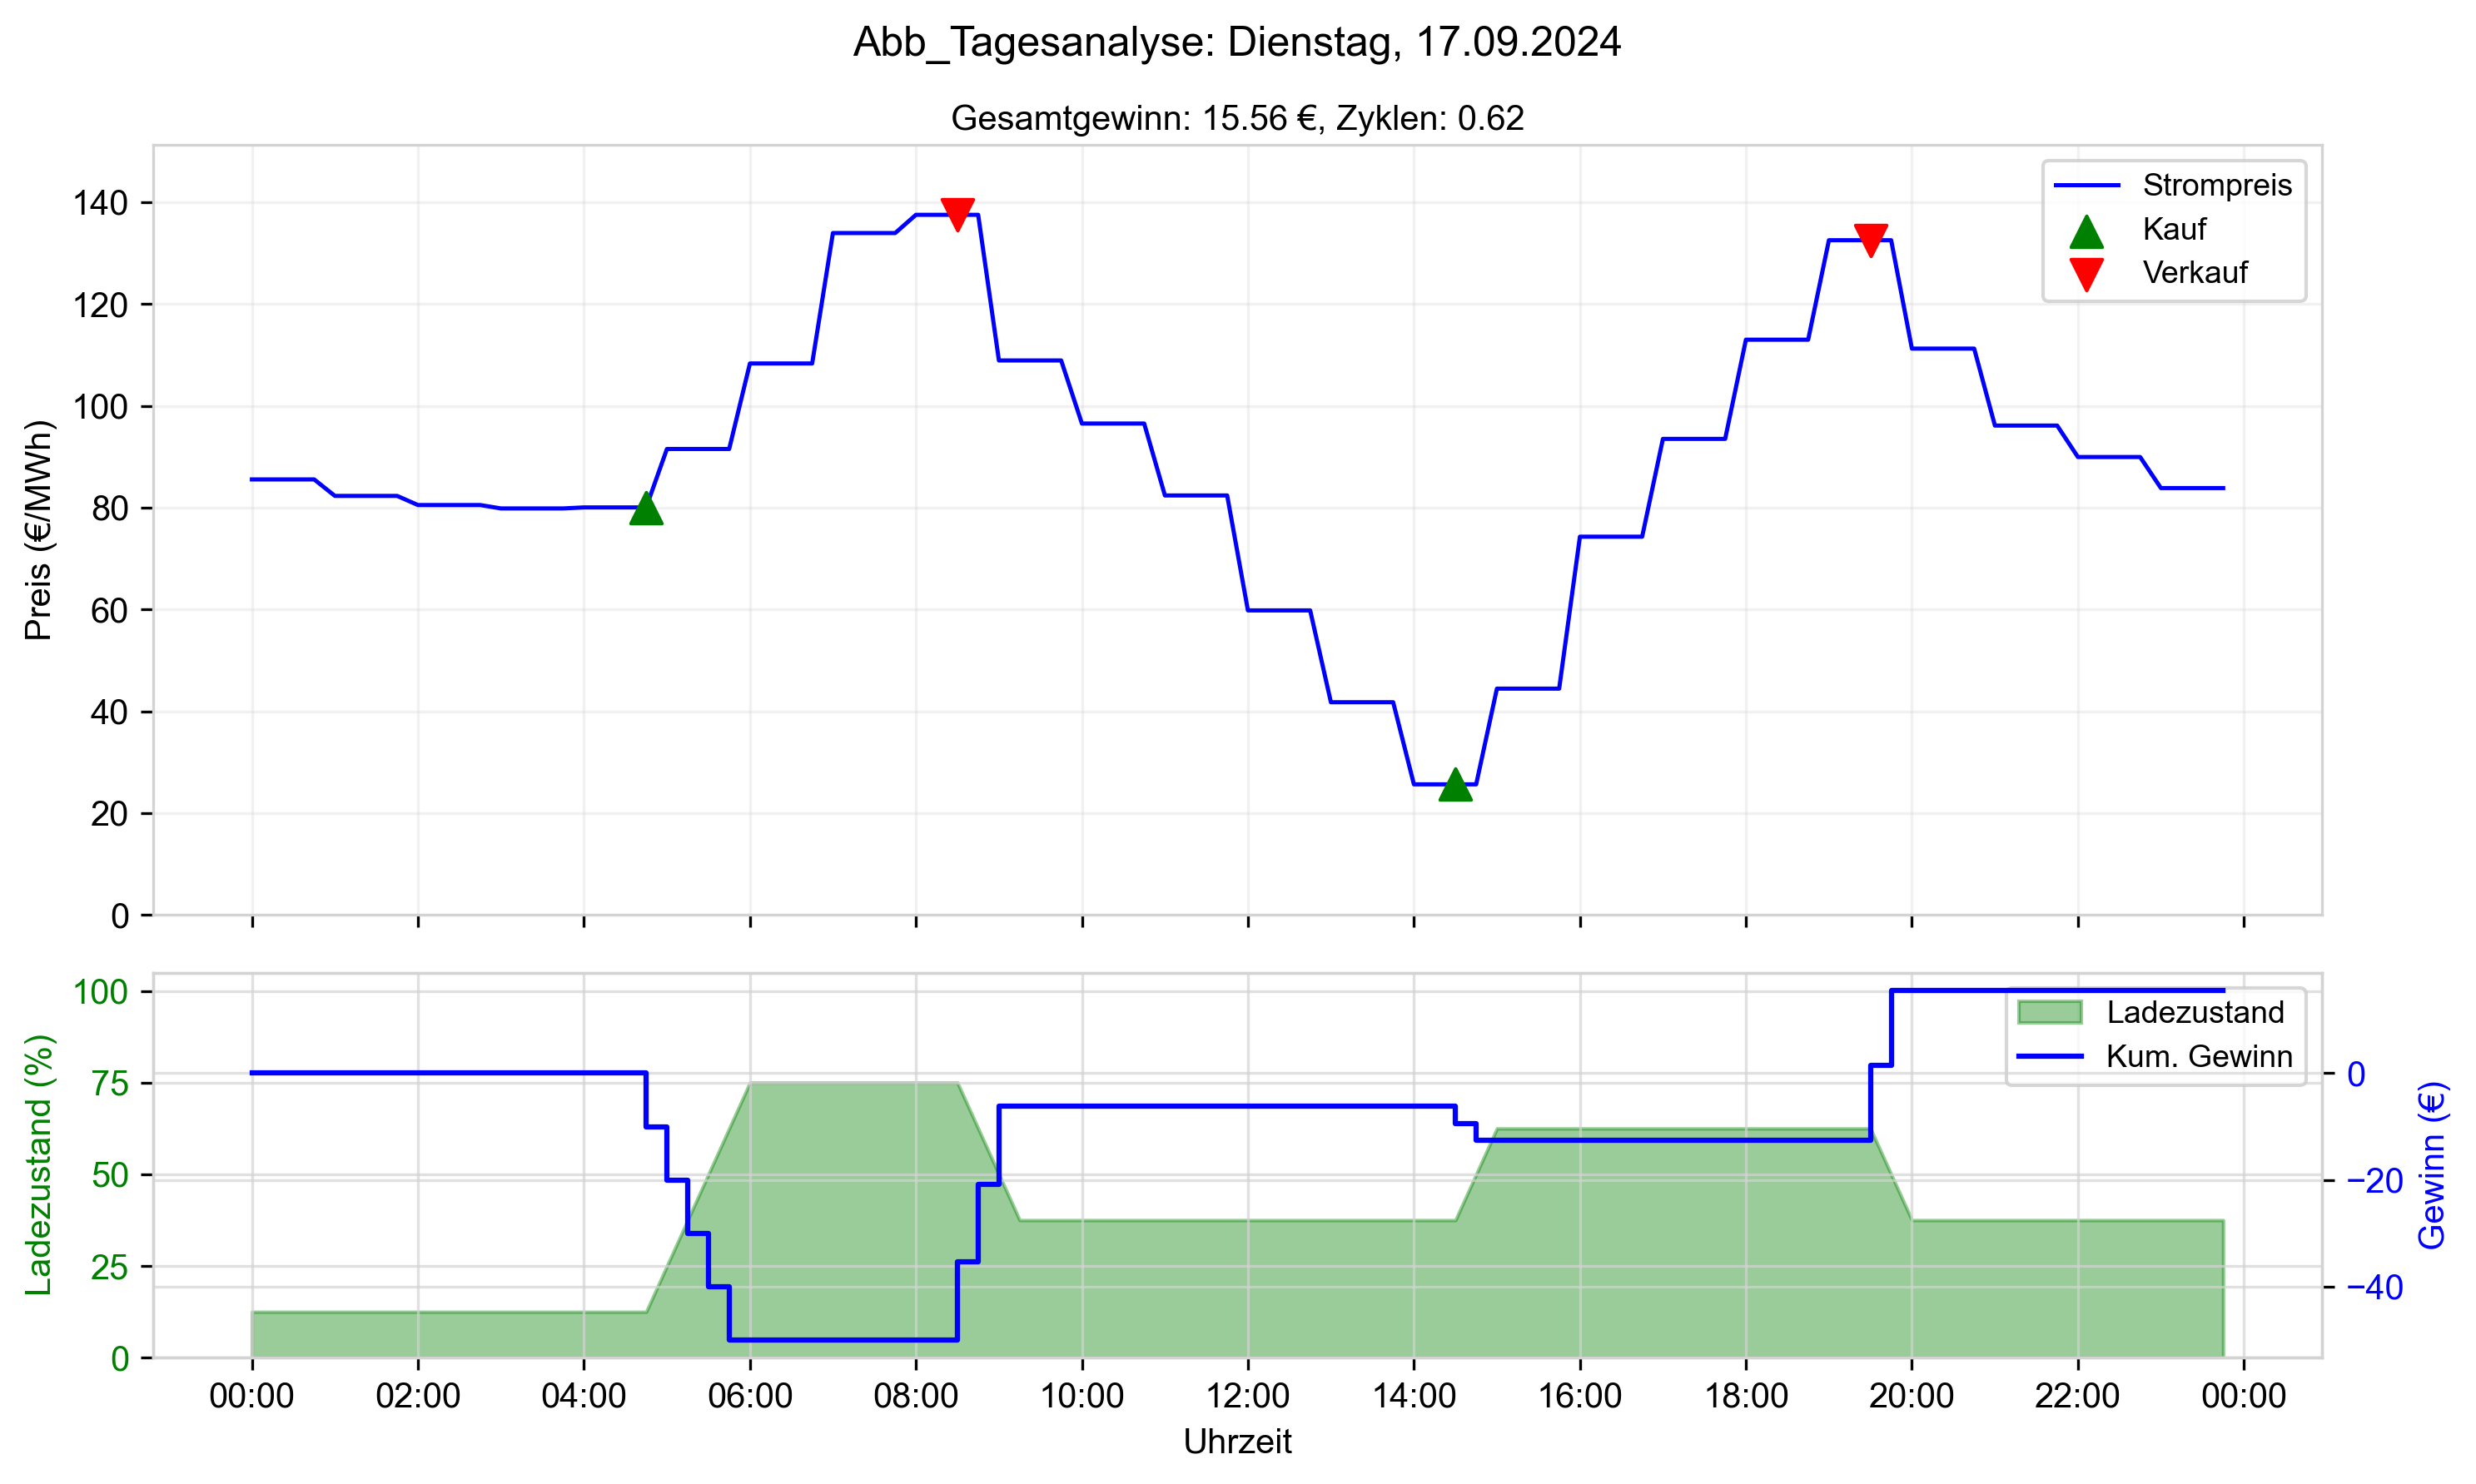 Abb_Tagesanalyse: Dienstag, 17.09.2024
Gesamtgewinn: 15.56 €, Zyklen: 0.62
Preis (€/MWh)
140
120
100
80
60
40
20
0
Strompreis
Kauf
Verkauf
Ladezustand (%)
100
75
50
25
0
Ladezustand
Kum. Gewinn
0
−20
−40
Gewinn (€)
00:00 02:00 04:00 06:00 08:00 10:00 12:00 14:00 16:00 18:00 20:00 22:00 00:00
Uhrzeit